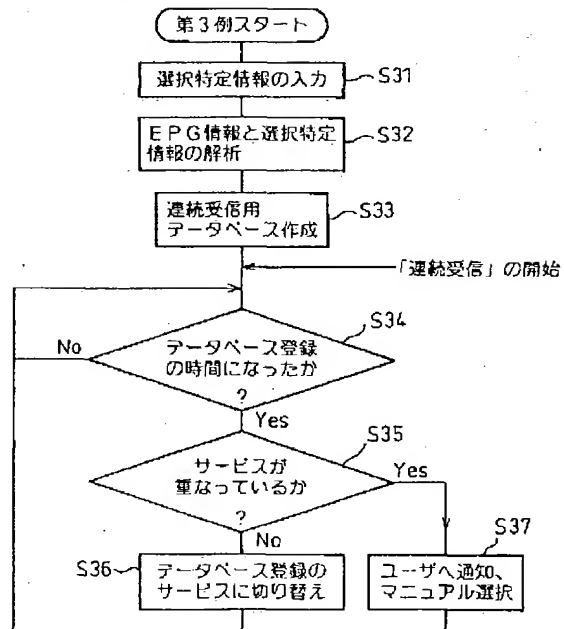 第3例スタート
選択特定情報の入力
S31
EPG情報と選択特定
情報の解析
S32
連続受信用
データベース作成
S33
「連続受信」の開始
S34
No
データベース登録
の時間になったか
?
Yes
S35
サービスが
重なっているか
?
Yes
No
S36
データベース登録の
サービスに切り替え
S37
ユーザへ通知、
マニュアル選択